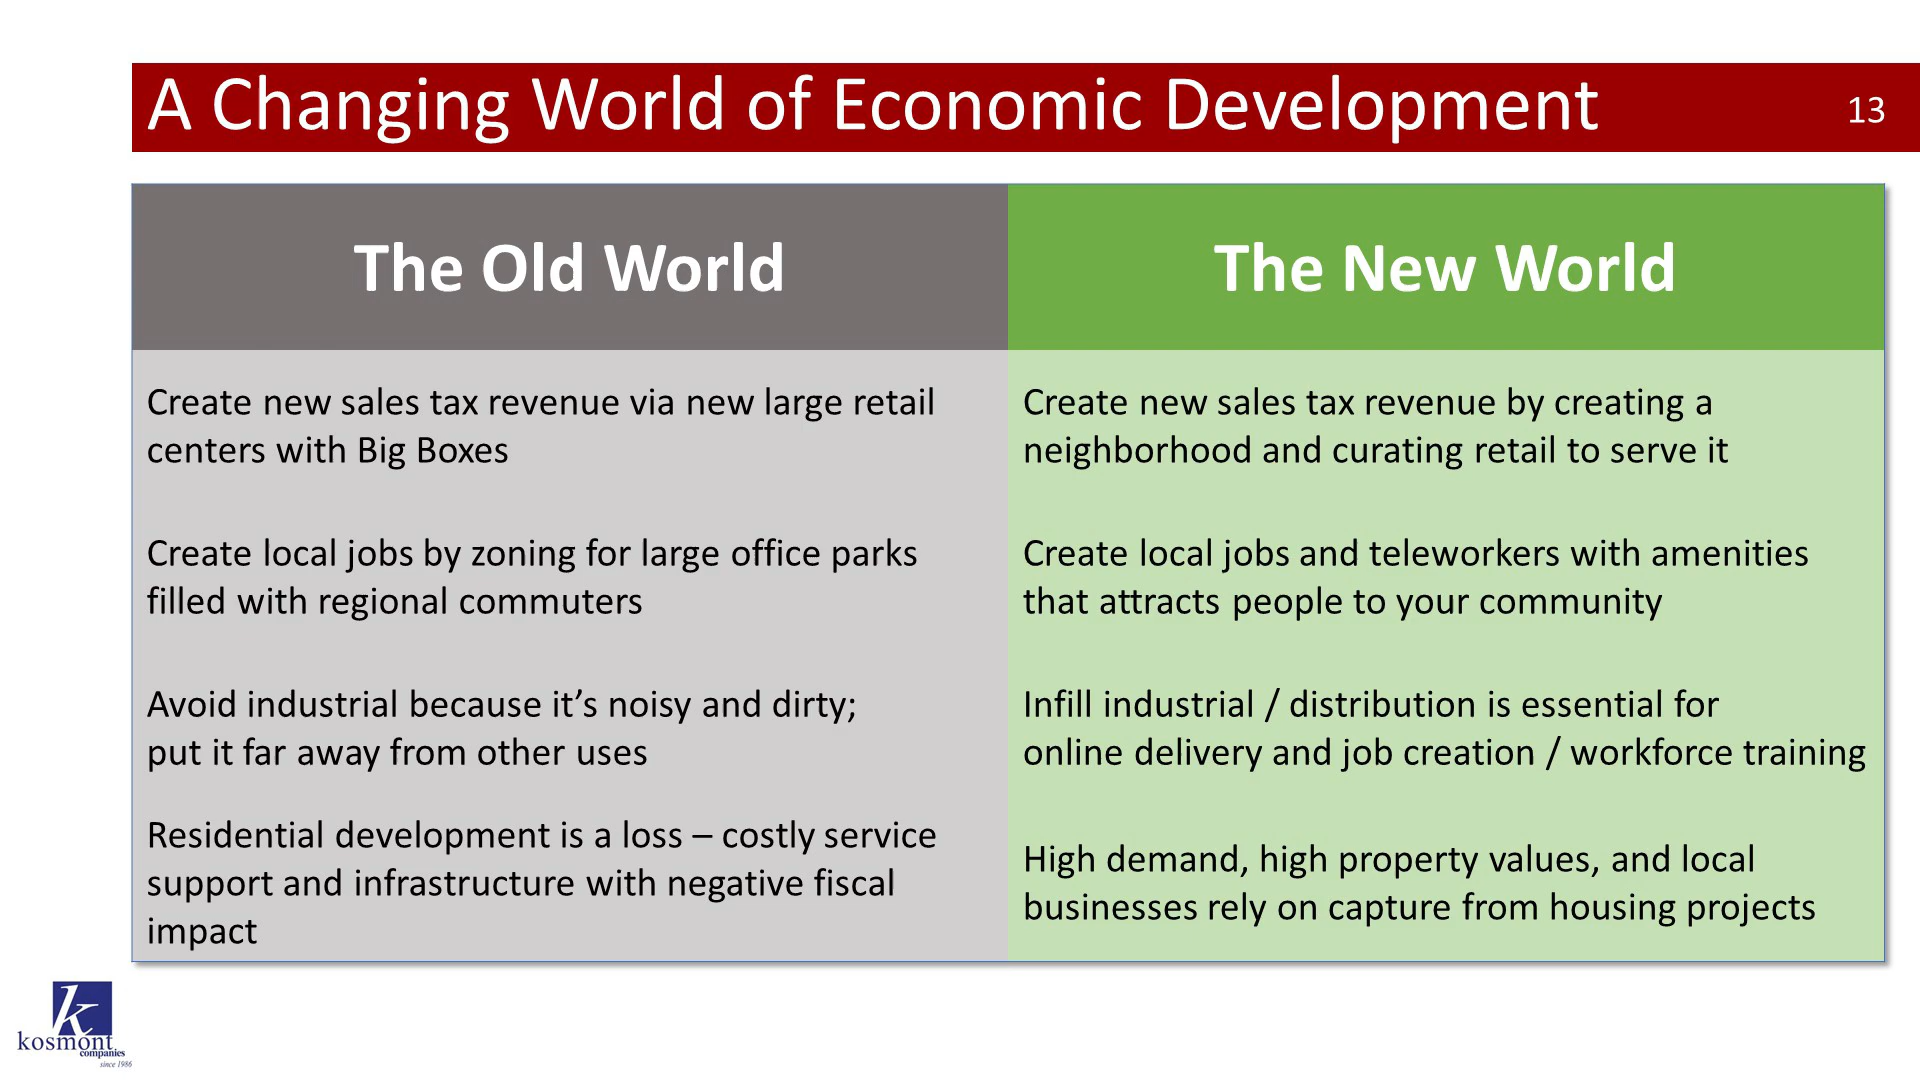 A Changing World of Economic Development
13
The Old World
The New World
Create new sales tax revenue via new large retail
centers with Big Boxes
Create new sales tax revenue by creating a
neighborhood and curating retail to serve it
Create local jobs by zoning for large office parks
filled with regional commuters
Create local jobs and teleworkers with amenities
that attracts people to your community
Avoid industrial because it’s noisy and dirty;
put it far away from other uses
Infill industrial / distribution is essential for
online delivery and job creation / workforce training
Residential development is a loss – costly service
support and infrastructure with negative fiscal
impact
High demand, high property values, and local
businesses rely on capture from housing projects
k
kosmont
companies
since 1986